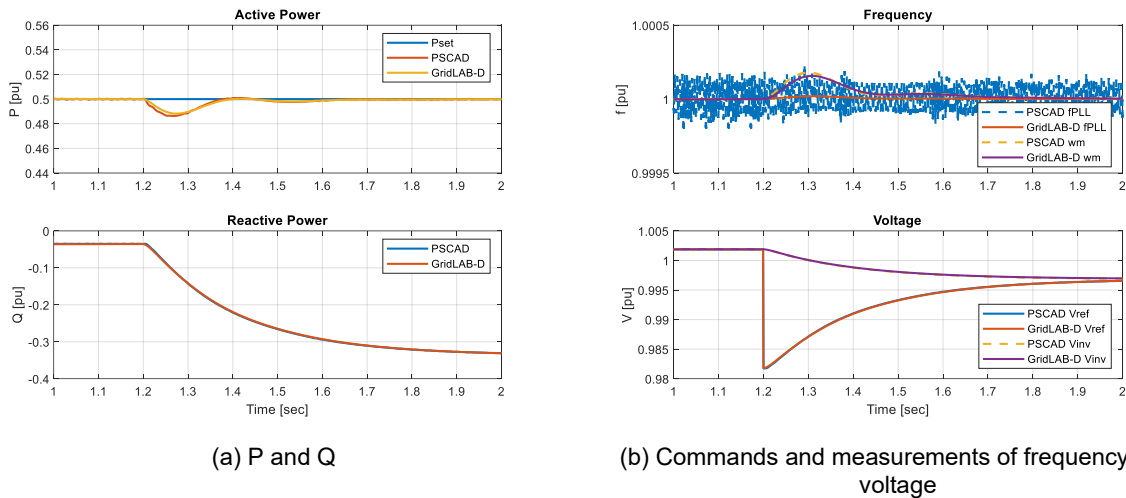 Active Power
0.56
0.54
0.52
0.5
0.48
0.46
0.44
P [pu]
Pset
PSCAD
GridLAB-D
1 1.1 1.2 1.3 1.4 1.5 1.6 1.7 1.8 1.9 2
Reactive Power
0
-0.1
-0.2
-0.3
-0.4
Q [pu]
PSCAD
GridLAB-D
1 1.1 1.2 1.3 1.4 1.5 1.6 1.7 1.8 1.9 2
Time [sec]
(a) P and Q
Frequency
1.0005
1
0.9995
f [pu]
PSCAD fPLL
GridLAB-D fPLL
PSCAD wm
GridLAB-D wm
1 1.1 1.2 1.3 1.4 1.5 1.6 1.7 1.8 1.9 2
Voltage
1.005
1
0.995
0.99
0.985
0.98
V [pu]
PSCAD Vref
GridLAB-D Vref
PSCAD Vinv
GridLAB-D Vinv
1 1.1 1.2 1.3 1.4 1.5 1.6 1.7 1.8 1.9 2
Time [sec]
(b) Commands and measurements of frequency
voltage